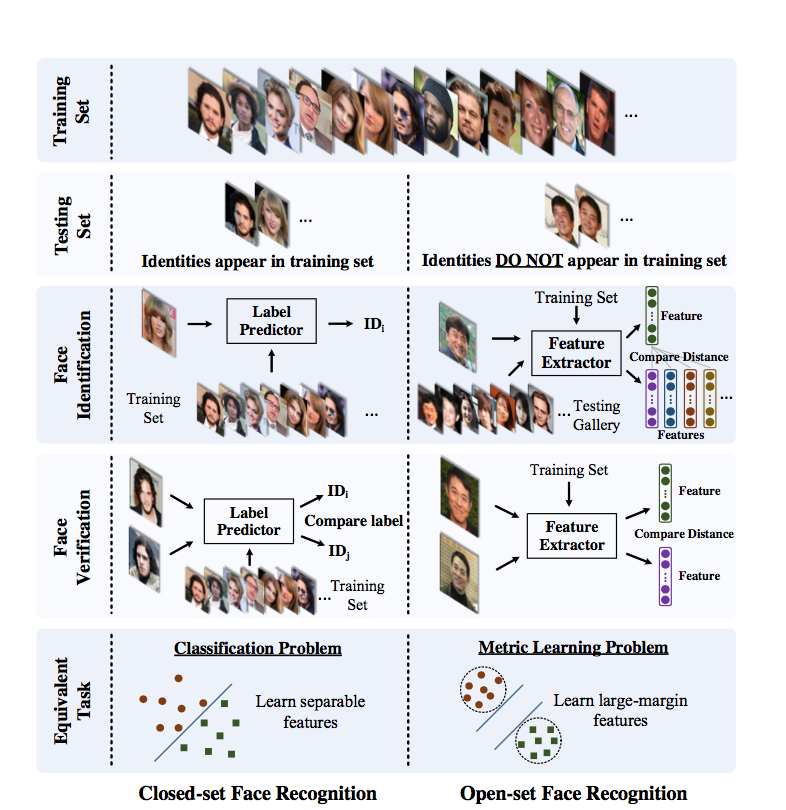 Training
Set
...
Testing
Set
...
Identities appear in training set
...
Identities DO NOT appear in training set
Face
Identification
Label
Predictor
IDi
Training
Set
...
Training Set
Feature
Extractor
Feature
Compare Distance
...
Features
... Testing
Gallery
Face
Verification
Label
Predictor
IDi
Compare label
IDj
... Training
Set
Training Set
Feature
Extractor
Feature
Compare Distance
Feature
Equivalent
Task
Classification Problem
Learn separable
features
Metric Learning Problem
Learn large-margin
features
Closed-set Face Recognition
Open-set Face Recognition